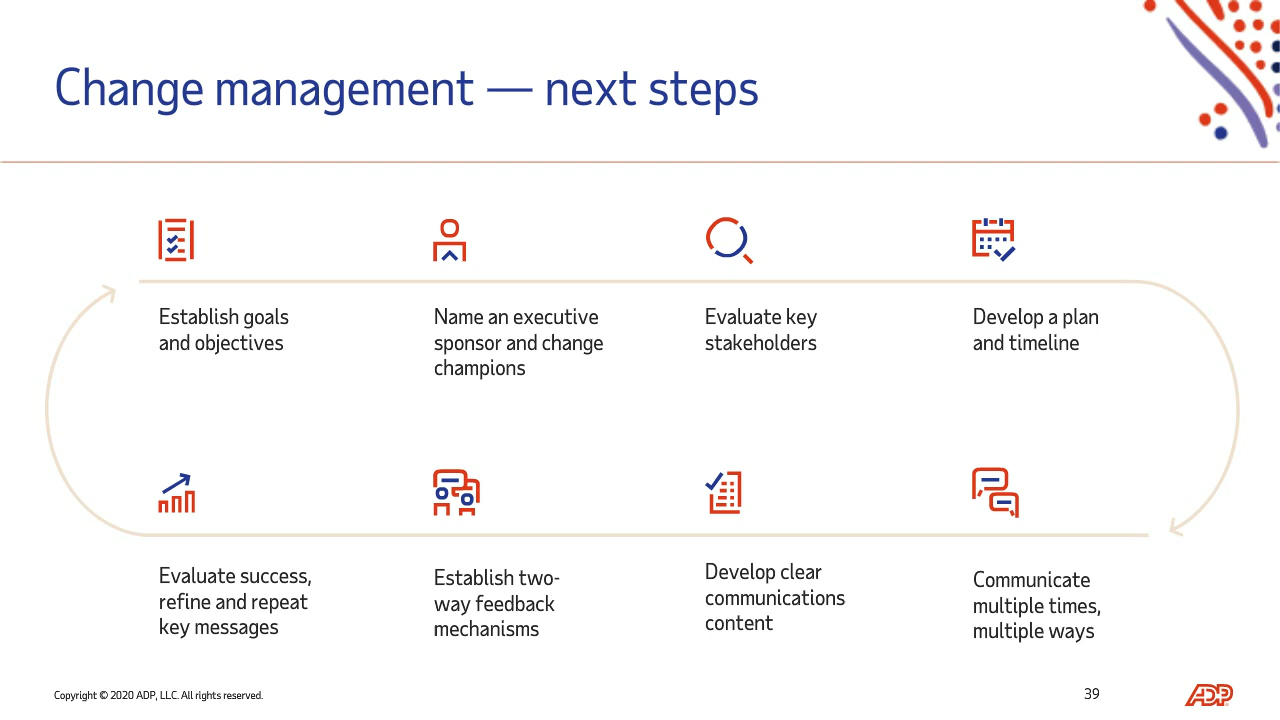 Change management — next steps
Establish goals
and objectives
Name an executive
sponsor and change
champions
Evaluate key
stakeholders
Develop a plan
and timeline
Evaluate success,
refine and repeat
key messages
Establish two-
way feedback
mechanisms
Develop clear
communications
content
Communicate
multiple times,
multiple ways
Copyright © 2020 ADP, LLC. All rights reserved.
39
ADP